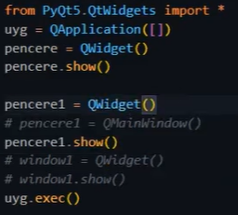 from PyQt5.QtWidgets import *
uyg = QApplication([])
pencere = QWidget()
pencere.show()
pencere1 = QWidget()
# pencere1 = QMainWindow()
pencere1.show()
# window1 = QWidget()
# window1.show()
uyg.exec()